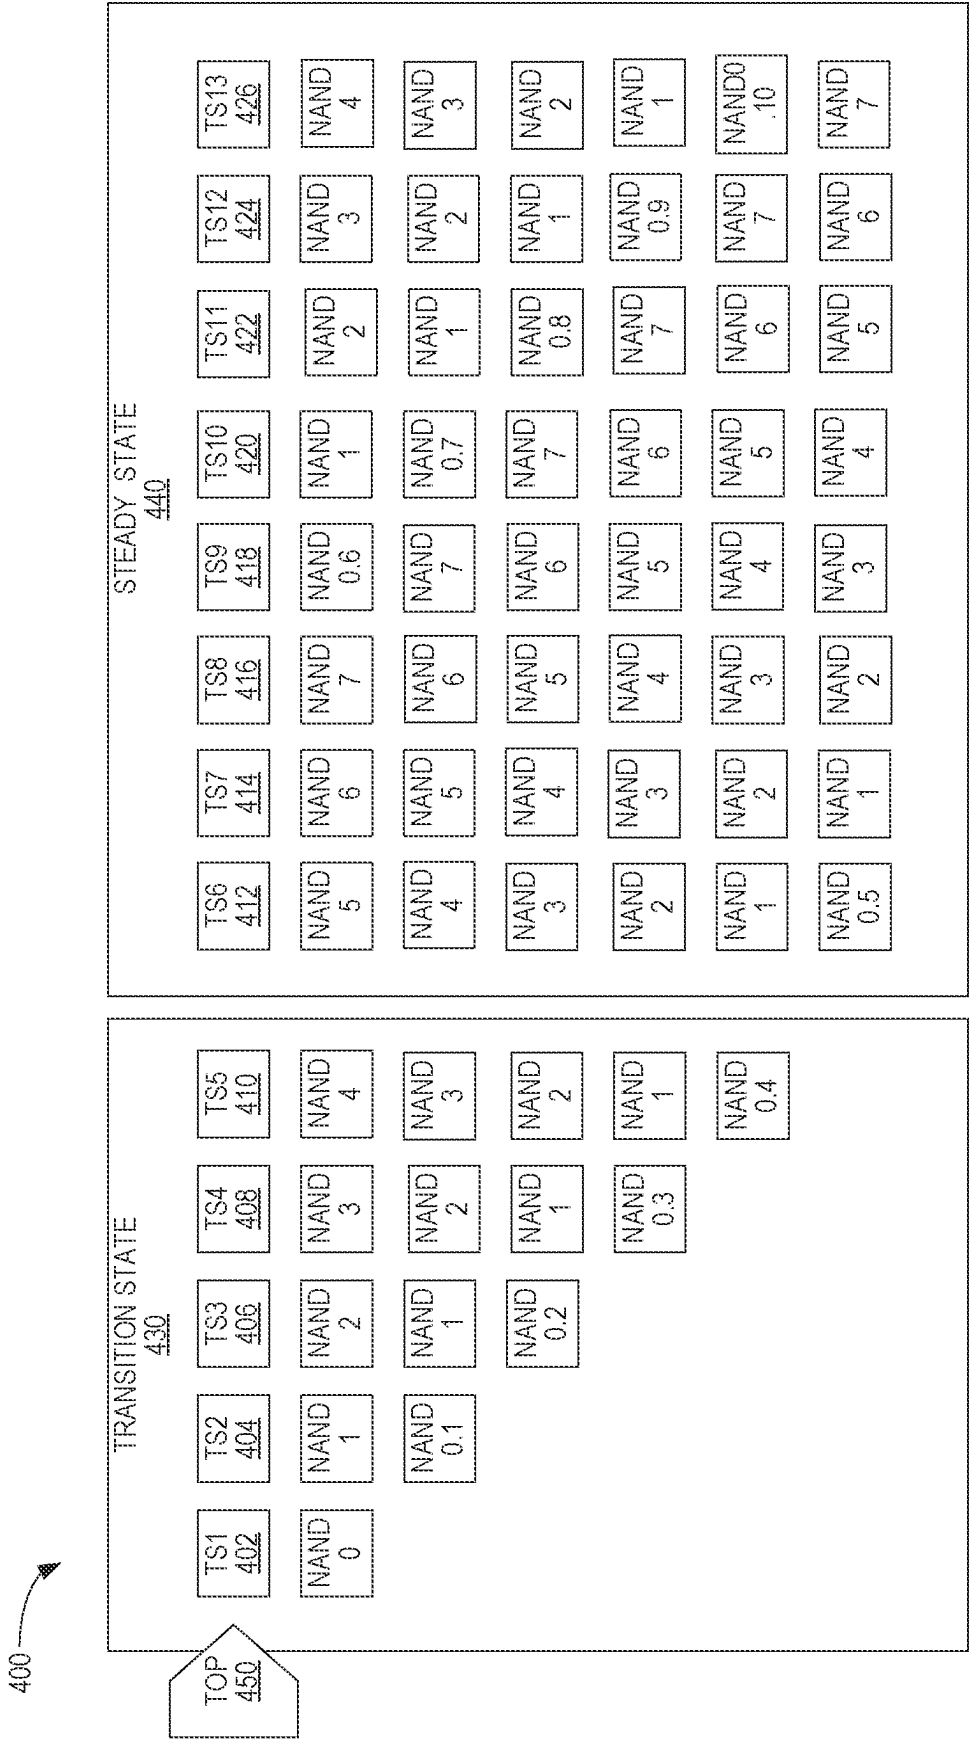 400
TOP
450
TRANSITION STATE
430
TS1
402
NAND
0
TS2
404
NAND
1
NAND
0.1
TS3
406
NAND
2
NAND
1
NAND
0.2
TS4
408
NAND
3
NAND
2
NAND
1
NAND
0.3
TS5
410
NAND
4
NAND
3
NAND
2
NAND
1
NAND
0.4
STEADY STATE
440
TS6
412
NAND
5
NAND
4
NAND
3
NAND
2
NAND
1
NAND
0.5
TS7
414
NAND
6
NAND
5
NAND
4
NAND
3
NAND
2
NAND
1
TS8
416
NAND
7
NAND
6
NAND
5
NAND
4
NAND
3
NAND
2
TS9
418
NAND
0.6
NAND
7
NAND
6
NAND
5
NAND
4
NAND
3
TS10
420
NAND
1
NAND
0.7
NAND
7
NAND
6
NAND
5
NAND
4
TS11
422
NAND
2
NAND
1
NAND
0.8
NAND
7
NAND
6
NAND
5
TS12
424
NAND
3
NAND
2
NAND
1
NAND
0.9
NAND
7
NAND
6
TS13
426
NAND
4
NAND
3
NAND
2
NAND
1
NAND0
.10
NAND
7